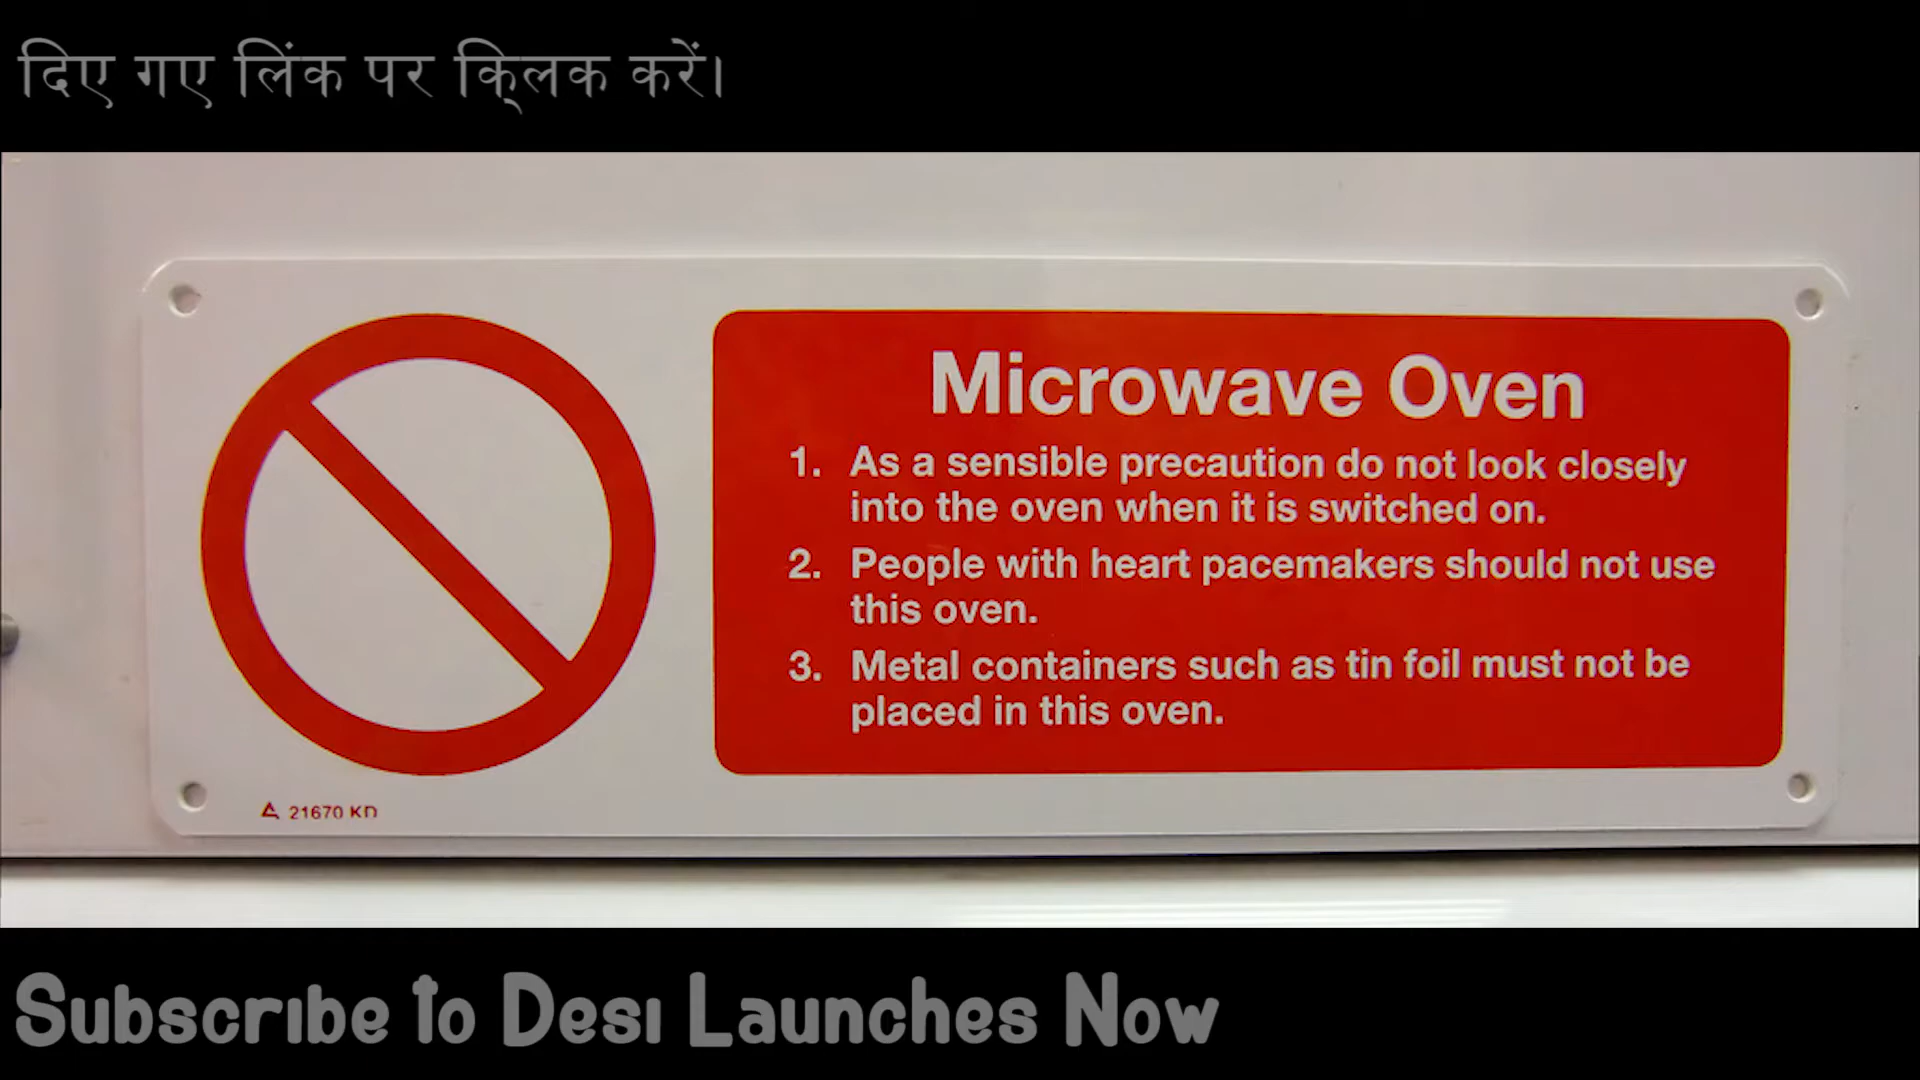 दिए गए लिंक पर क्लिक करें।
Microwave Oven
1. As a sensible precaution do not look closely
into the oven when it is switched on.
2. People with heart pacemakers should not use
this oven.
3. Metal containers such as tin foil must not be
placed in this oven.
21670 KD
Subscribe to Desi Launches Now